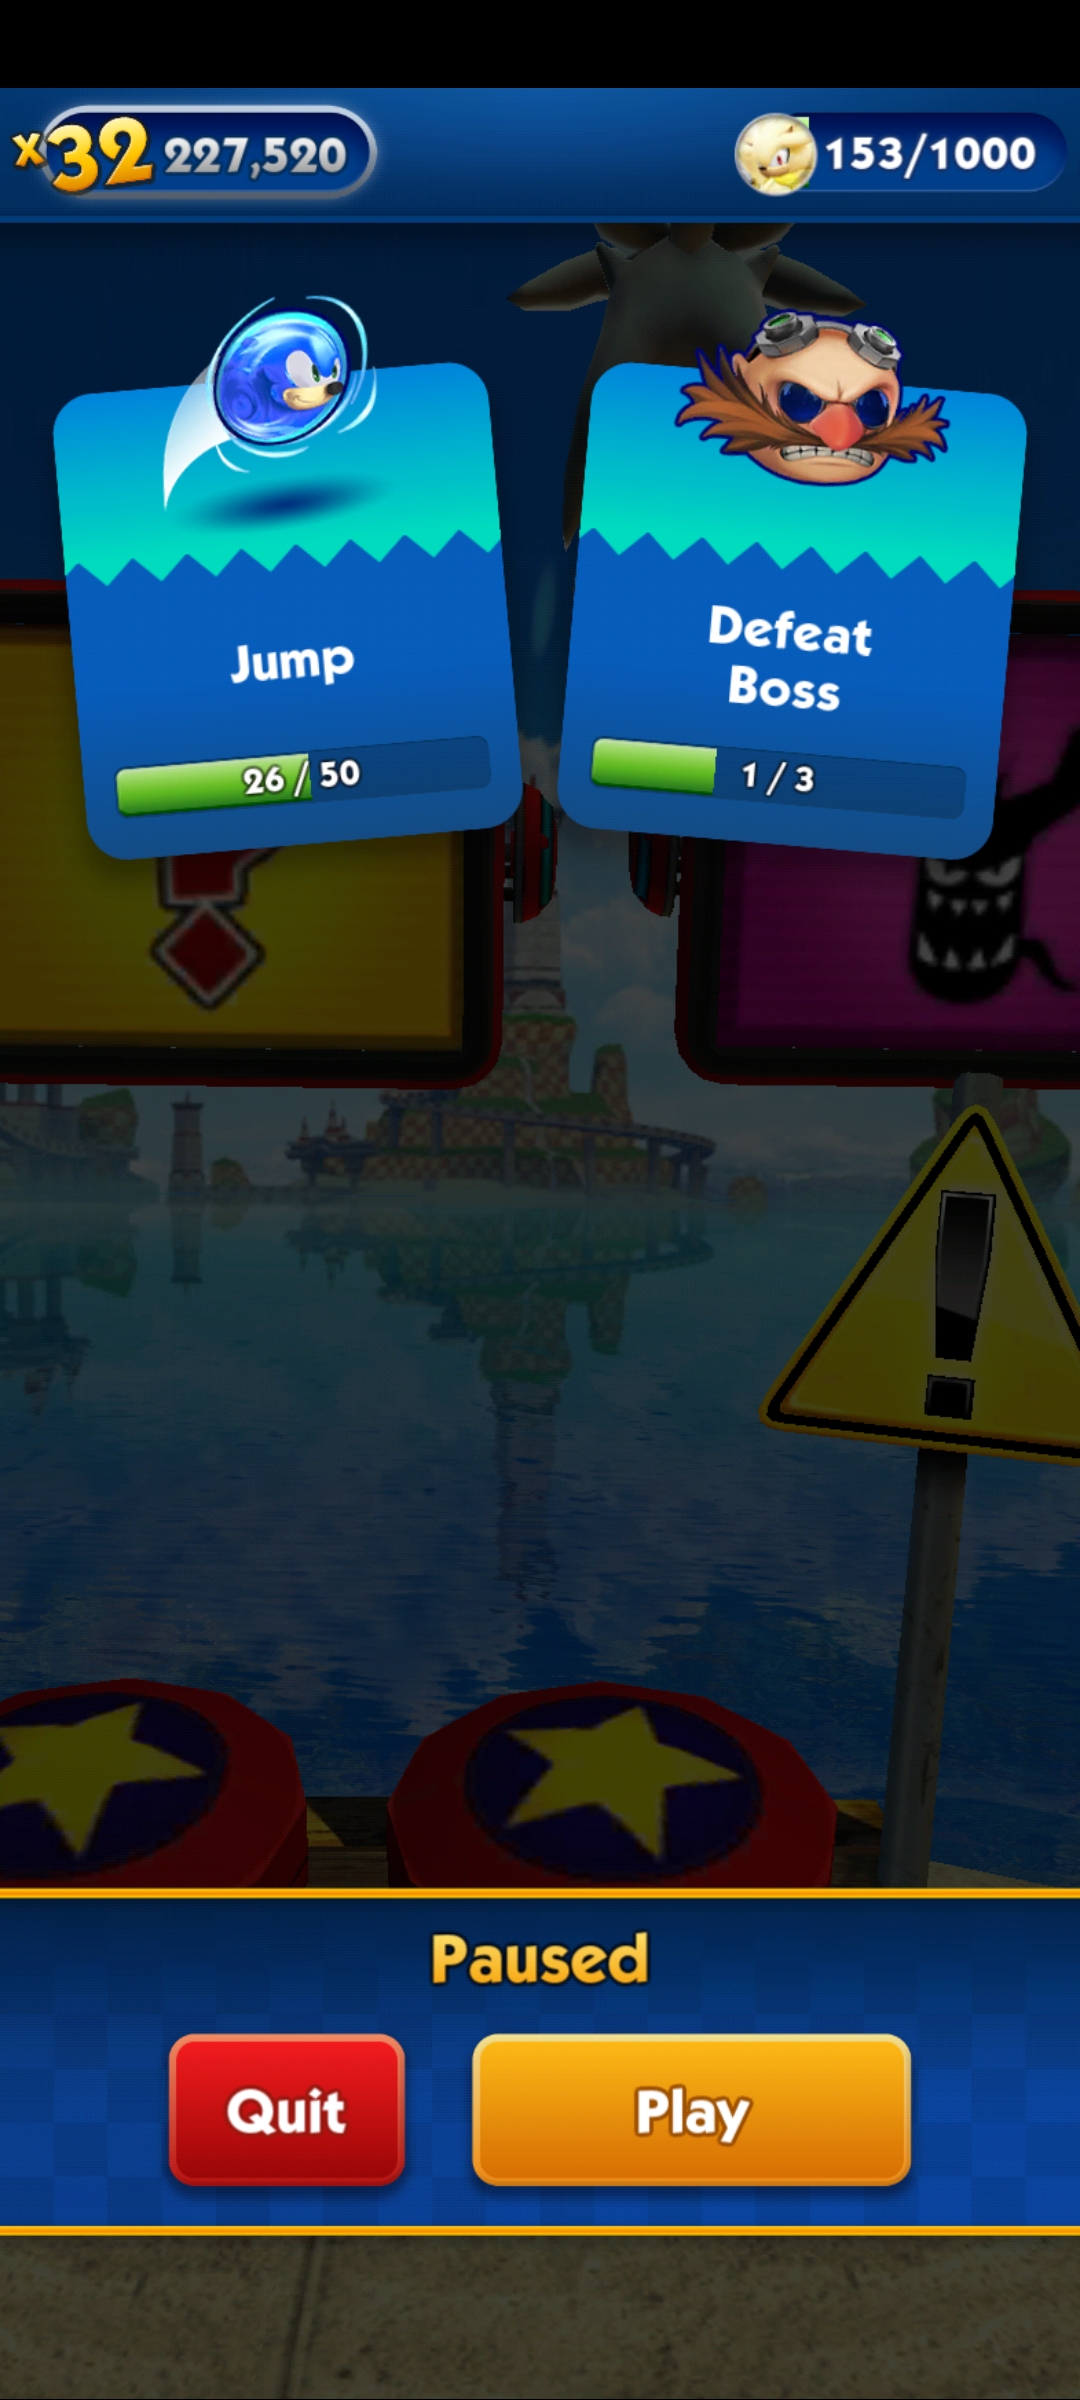 x32 227,520
153/1000
Jump
26 / 50
Defeat
Boss
1 / 3
Paused
Quit
Play